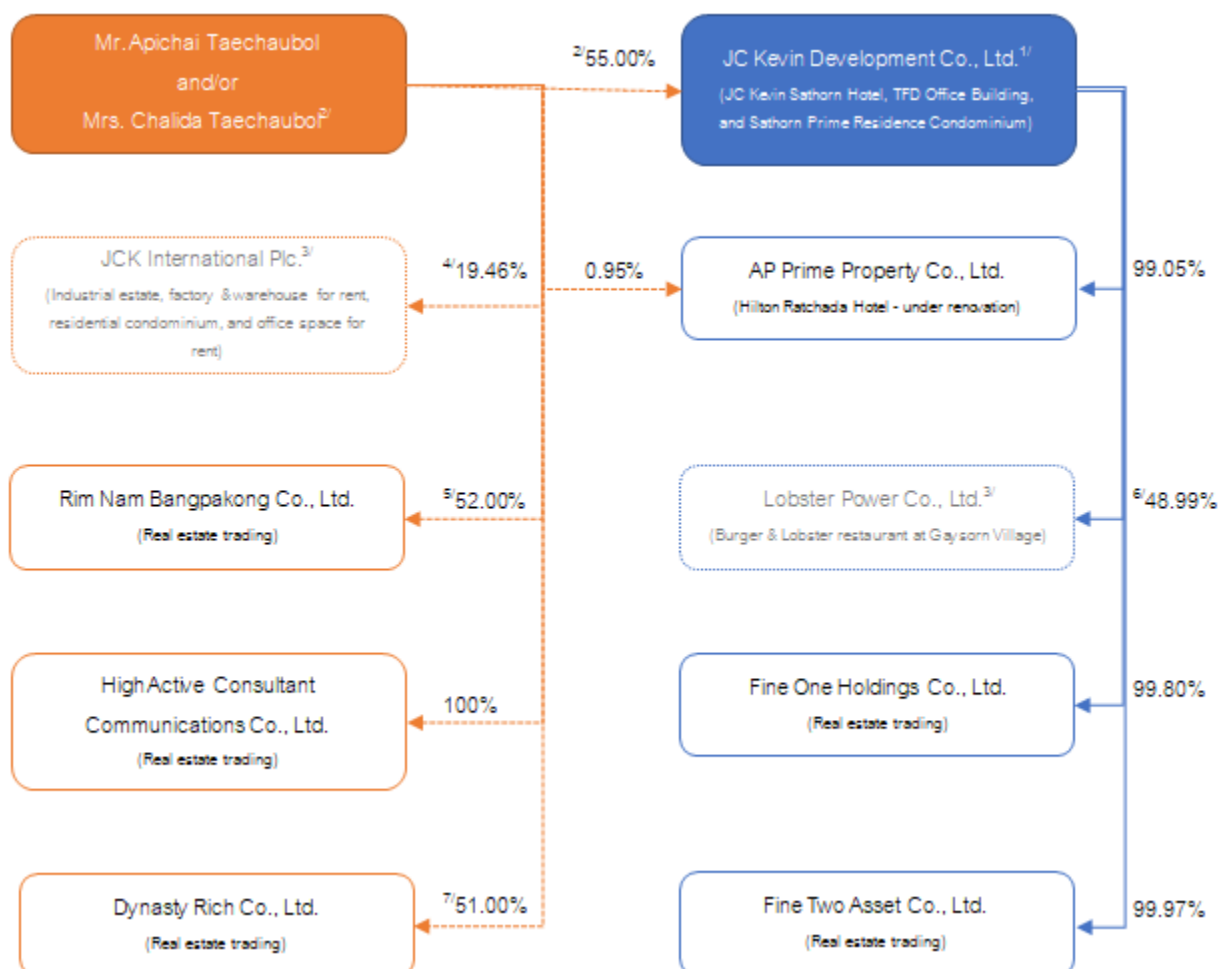 Mr. Apichai Taechaubol
and/or
Mrs. Chalida Taechaubol2/
2/55.00%
JC Kevin Development Co., Ltd.1/
(JC Kevin Sathorn Hotel, TFD Office Building,
and Sathorn Prime Residence Condominium)
JCK International Plc.3/
(Industrial estate, factory & warehouse for rent,
residential condominium, and office space for
rent)
4/19.46%
0.95%
AP Prime Property Co., Ltd.
(Hilton Ratchada Hotel - under renovation)
99.05%
Rim Nam Bangpakong Co., Ltd.
(Real estate trading)
5/52.00%
Lobster Power Co., Ltd.3/
(Burger & Lobster restaurant at Gaysorn Village)
6/48.99%
High Active Consultant
Communications Co., Ltd.
(Real estate trading)
100%
Fine One Holdings Co., Ltd.
(Real estate trading)
99.80%
Dynasty Rich Co., Ltd.
(Real estate trading)
7/51.00%
Fine Two Asset Co., Ltd.
(Real estate trading)
99.97%